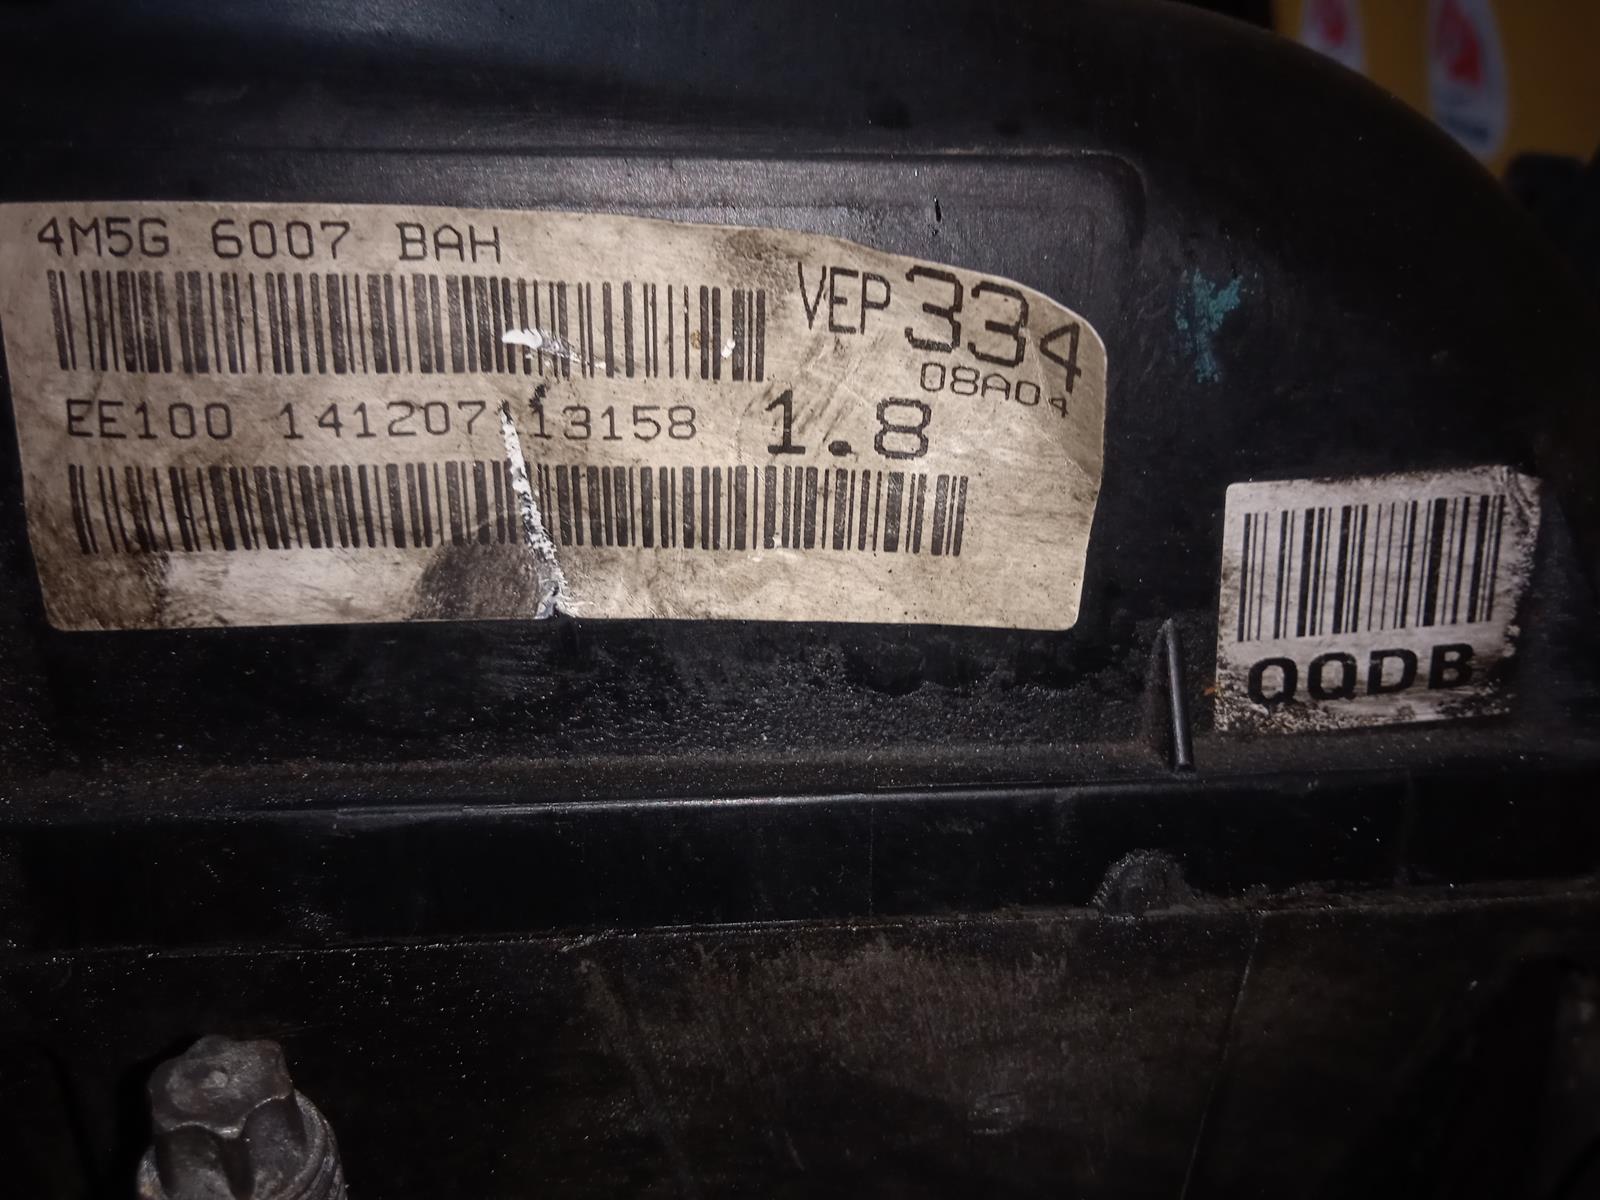 4M5G 6007 BAH
VEP 334
08A04
EE100 141207 13158 1.8
QQDB